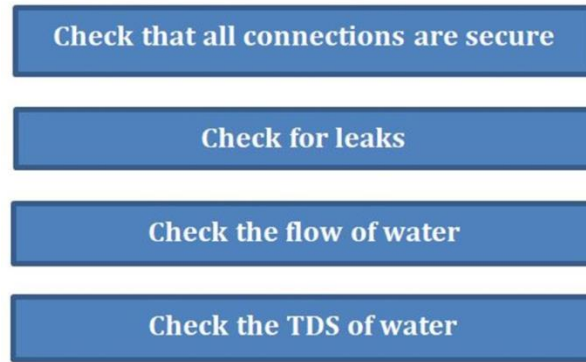 Check that all connections are secure
Check for leaks
Check the flow of water
Check the TDS of water